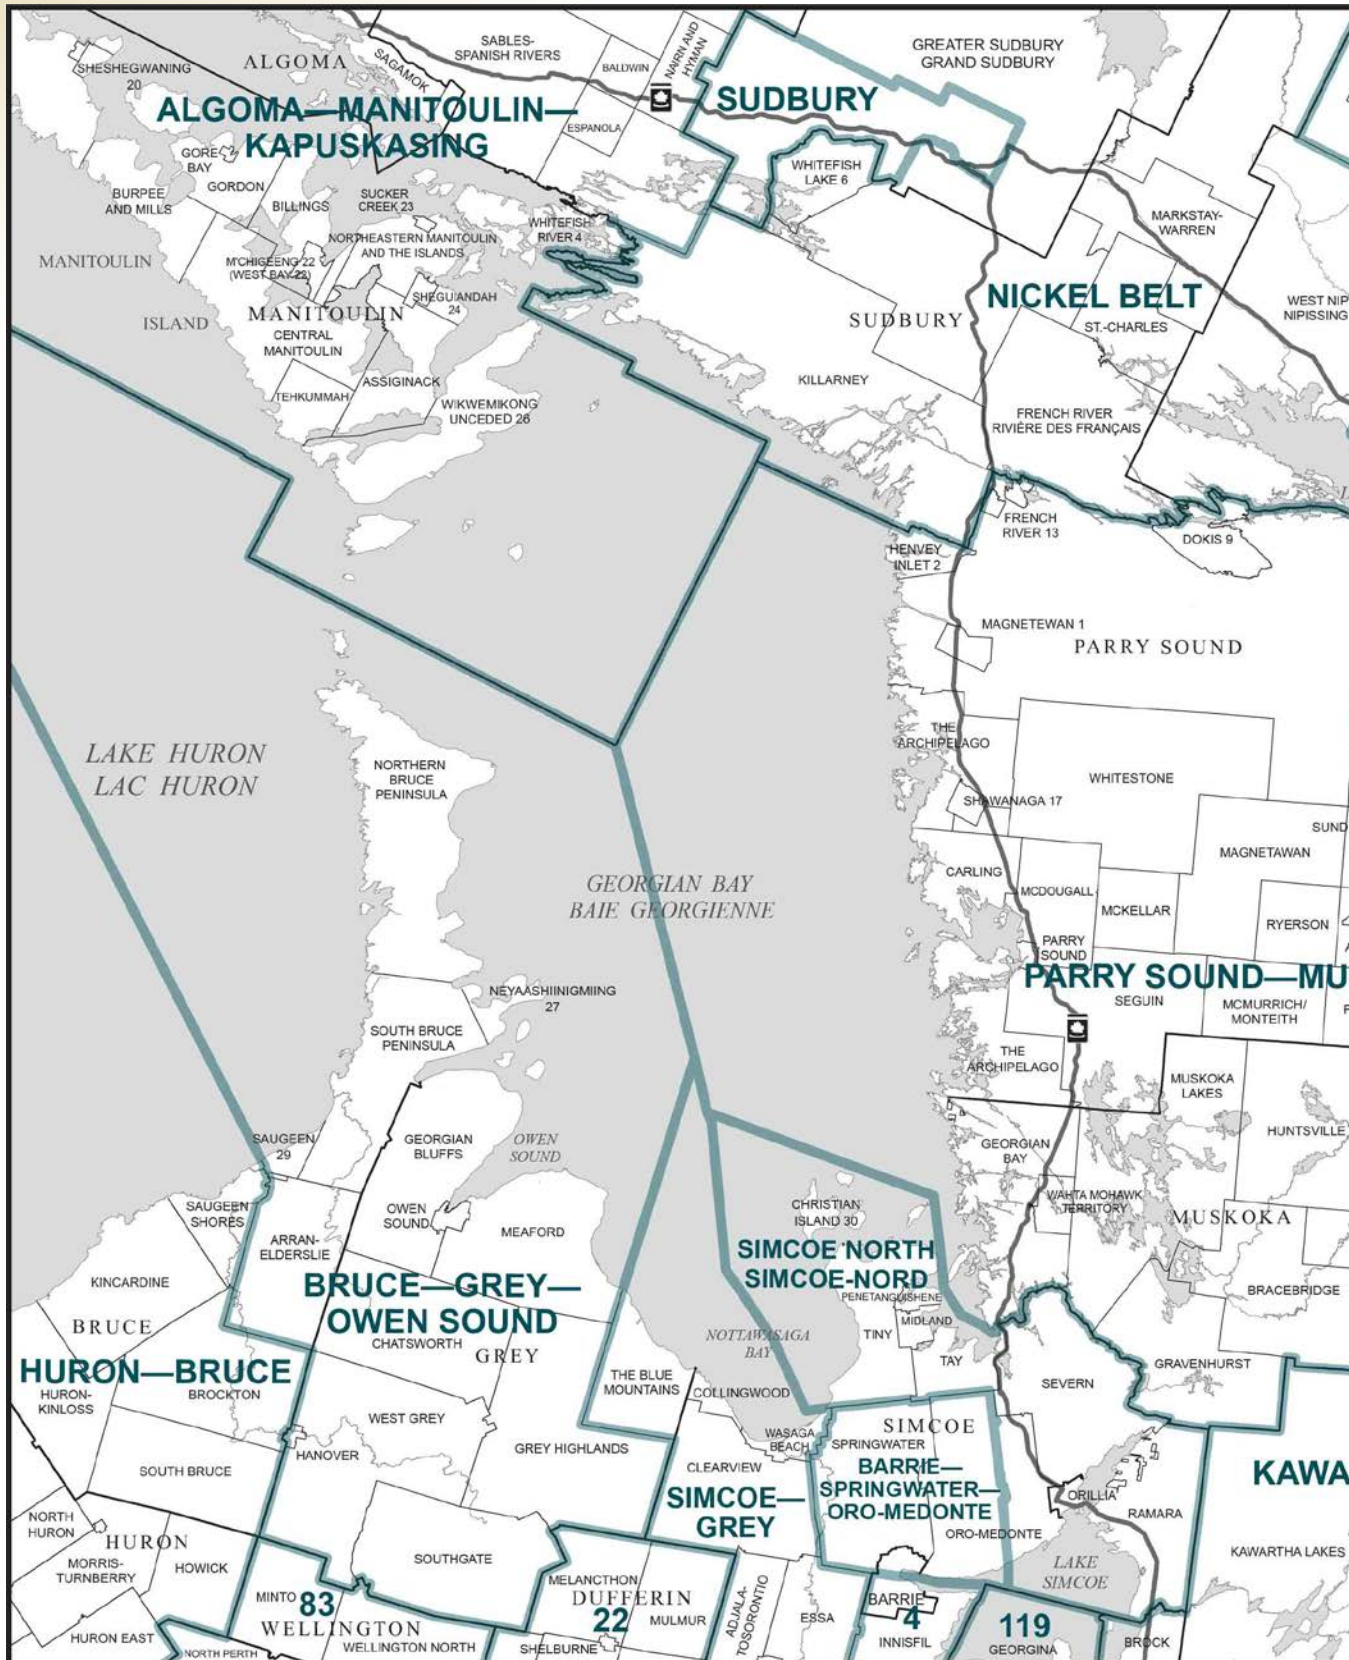 SABLES-
SPANISH RIVERS
NAIRN AND
HYMAN
GREATER SUDBURY
GRAND SUDBURY
ALGOMA
SAGAMOK
BALDWIN
SHESHEGWANING
20
ALGOMA—MANITOULIN—
KAPUSKASING
SUDBURY
ESPANOLA
GORE
BAY
GORDON
WHITEFISH
LAKE 6
BURPEE
AND MILLS
BILLINGS
SUCKER
CREEK 23
WHITEFISH
RIVER 4
MARKSTAY-
WARREN
NORTHEASTERN MANITOULIN
AND THE ISLANDS
MANITOULIN
M'CHIGEENG 22
(WEST BAY 22)
SHEGUIANDAH
24
NICKEL BELT
WEST NIP
NIPISSING
ISLAND
MANITOULIN
SUDBURY
ST.-CHARLES
CENTRAL
MANITOULIN
TEHKUMMAH
ASSIGINACK
KILLARNEY
WIKWEMIKONG
UNCEDED 26
FRENCH RIVER
RIVIÈRE DES FRANÇAIS
L
FRENCH
RIVER 13
DOKIS 9
HENVEY
INLET 2
MAGNETEWAN 1
PARRY SOUND
THE
ARCHIPELAGO
LAKE HURON
LAC HURON
NORTHERN
BRUCE
PENINSULA
WHITESTONE
SHAWANAGA 17
SUND
MAGNETAWAN
GEORGIAN BAY
BAIE GEORGIENNE
CARLING
MCDOUGALL
MCKELLAR
RYERSON
PARRY
SOUND
PARRY SOUND—MU
NEYAASHIINIGMIING
27
SEGUIN
MCMURRICH/
MONTEITH
SOUTH BRUCE
PENINSULA
THE
ARCHIPELAGO
MUSKOKA
LAKES
SAUGEEN
29
GEORGIAN
BLUFFS
OWEN
SOUND
GEORGIAN
BAY
HUNTSVILLE
SAUGEEN
SHORES
OWEN
SOUND
MEAFORD
CHRISTIAN
ISLAND 30
WAHTA MOHAWK
TERRITORY
MUSKOKA
ARRAN-
ELDERSLIE
SIMCOE NORTH
SIMCOE-NORD
KINCARDINE
BRUCE—GREY—
OWEN SOUND
PENETANGUISHENE
BRACEBRIDGE
BRUCE
CHATSWORTH
GREY
NOTTAWASAGA
BAY
TINY
MIDLAND
TAY
HURON—BRUCE
GRAVENHURST
HURON-
KINLOSS
BROCKTON
THE BLUE
MOUNTAINS
COLLINGWOOD
SEVERN
WEST GREY
SIMCOE
HANOVER
GREY HIGHLANDS
WASAGA
BEACH
SPRINGWATER
SOUTH BRUCE
CLEARVIEW
BARRIE—
SPRINGWATER—
ORO-MEDONTE
KAWA
SIMCOE—
GREY
ORILLIA
NORTH
HURON
RAMARA
HURON
ORO-MEDONTE
MORRIS-
TURNBERRY
HOWICK
SOUTHGATE
LAKE
SIMCOE
KAWARTHA LAKES
MELANCTHON
MINTO
83
DUFFERIN
22
MULMUR
ADJALA-
TOSORONTIO
ESSA
BARRIE
4
INNISFIL
119
GEORGINA
WELLINGTON
HURON EAST
NORTH PERTH
WELLINGTON NORTH
SHELBURNE
BROCK